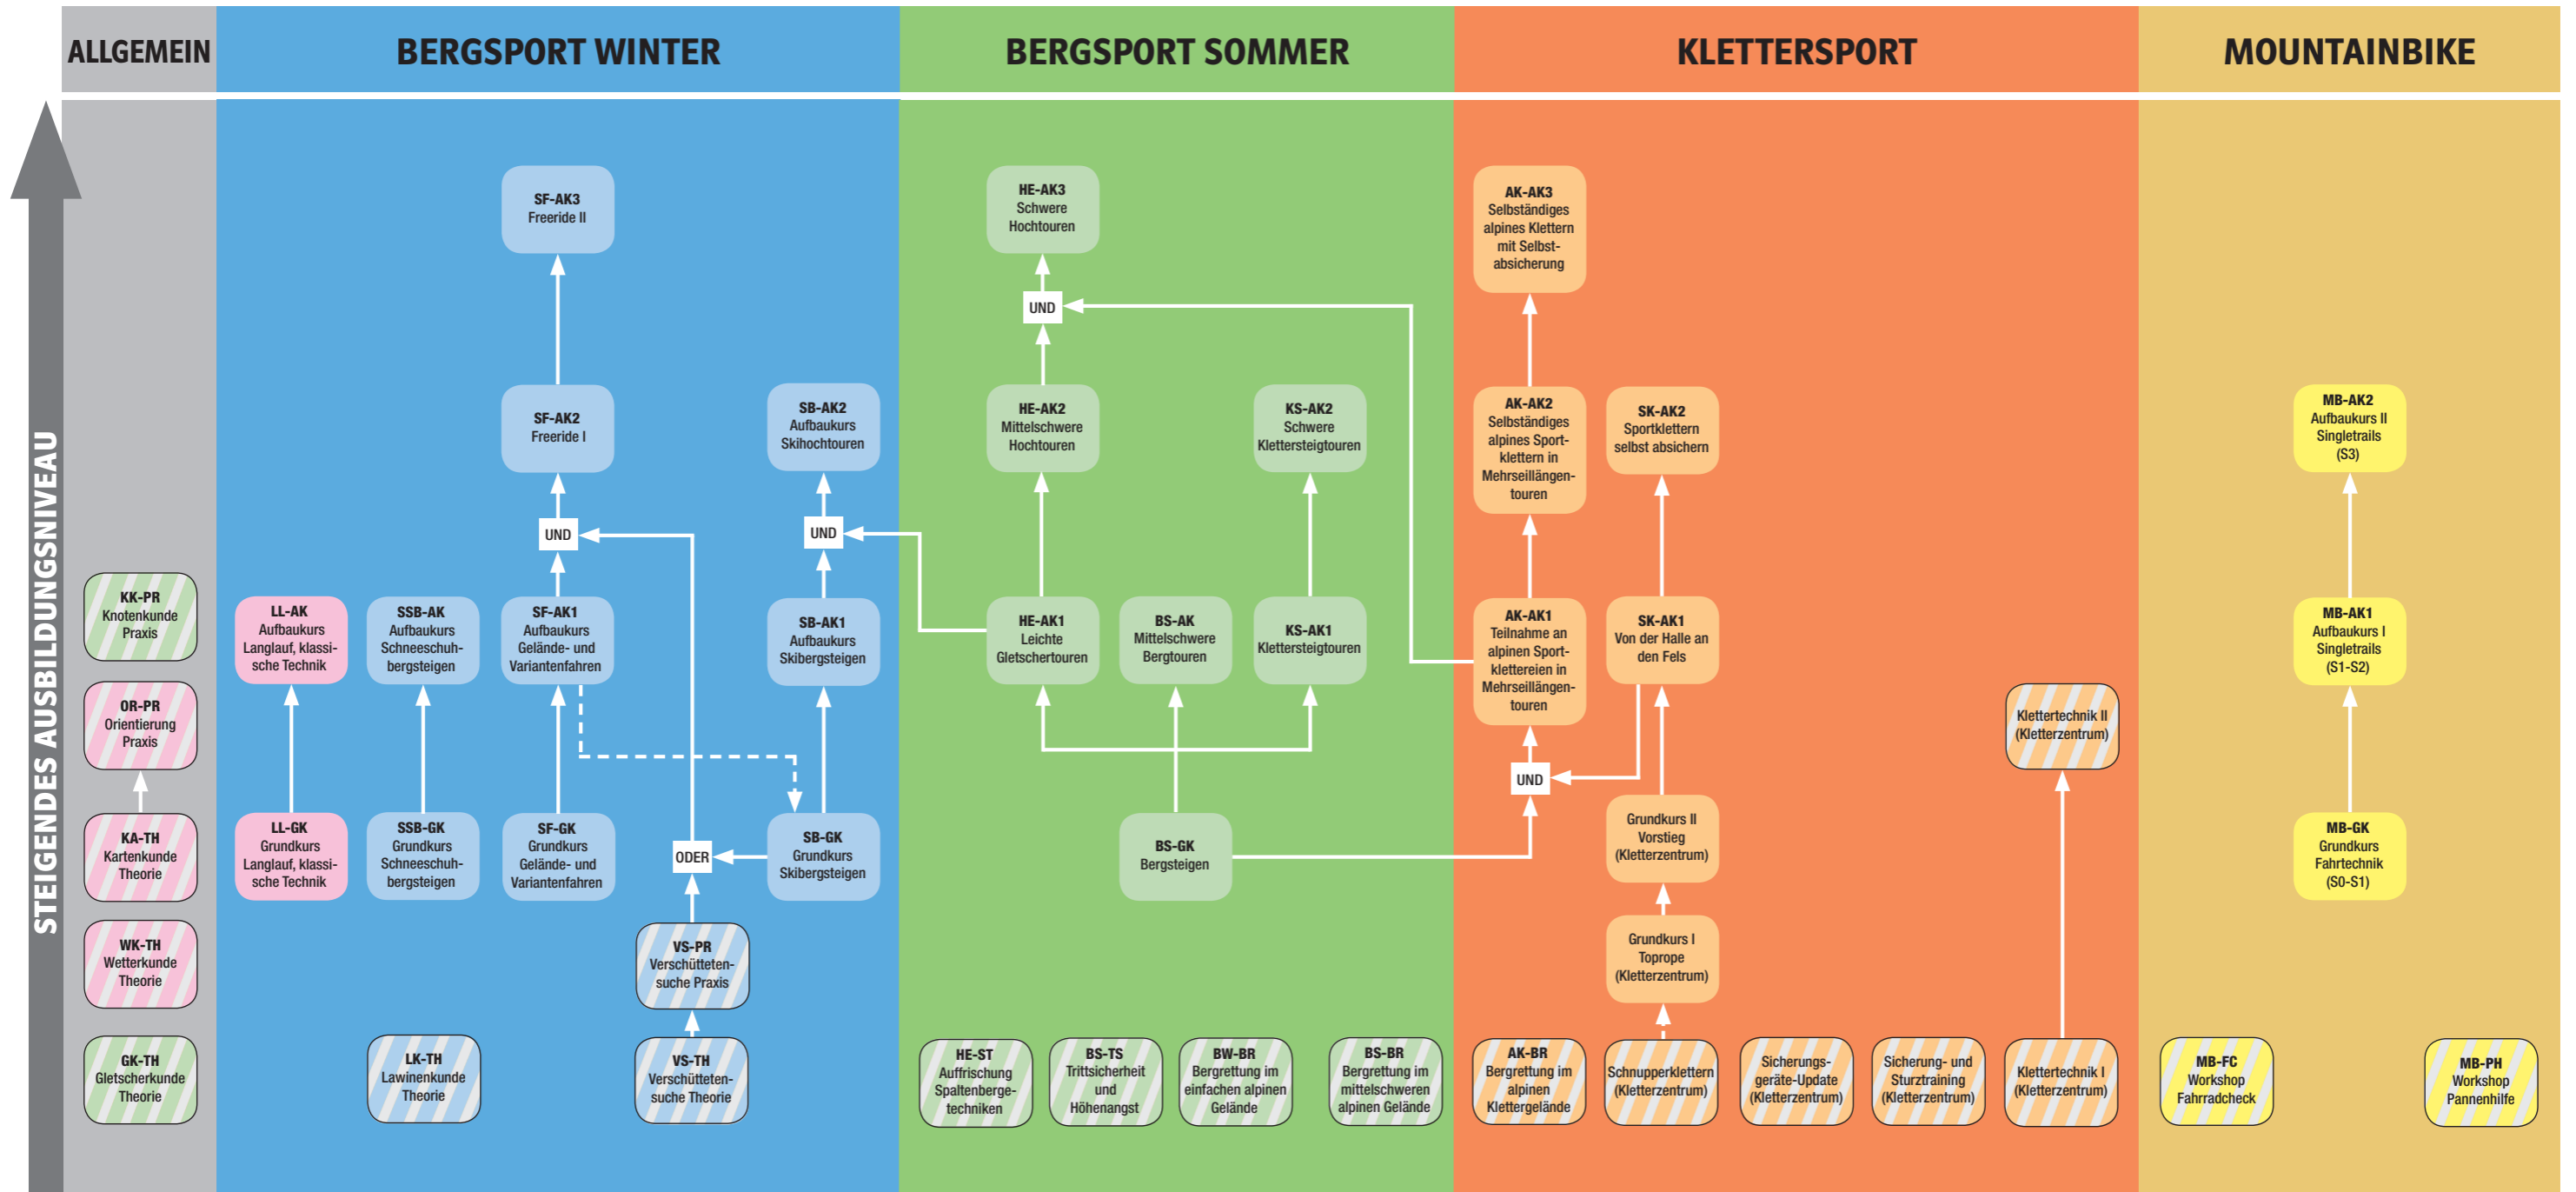 ALLGEMEIN
BERGSPORT WINTER
BERGSPORT SOMMER
KLETTERSPORT
MOUNTAINBIKE
STEIGENDES AUSBILDUNGSNIVEAU
KK-PR
Knotenkunde
Praxis
OR-PR
Orientierung
Praxis
KA-TH
Kartenkunde
Theorie
WK-TH
Wetterkunde
Theorie
GK-TH
Gletscherkunde
Theorie
SF-AK3
Freeride II
SF-AK2
Freeride I
UND
SB-AK2
Aufbaukurs
Skihochtouren
UND
LL-AK
Aufbaukurs
Langlauf, klassi-
sche Technik
SSB-AK
Aufbaukurs
Schneeschuh-
bergsteigen
SF-AK1
Aufbaukurs
Gelände- und
Variantenfahren
SB-AK1
Aufbaukurs
Skibergsteigen
LL-GK
Grundkurs
Langlauf, klassi-
sche Technik
SSB-GK
Grundkurs
Schneeschuh-
bergsteigen
SF-GK
Grundkurs
Gelände- und
Variantenfahren
ODER
SB-GK
Grundkurs
Skibergsteigen
VS-PR
Verschütteten-
suche Praxis
LK-TH
Lawinenkunde
Theorie
VS-TH
Verschütteten-
suche Theorie
HE-AK3
Schwere
Hochtouren
UND
HE-AK2
Mittelschwere
Hochtouren
KS-AK2
Schwere
Klettersteigtouren
HE-AK1
Leichte
Gletschertouren
BS-AK
Mittelschwere
Bergtouren
KS-AK1
Klettersteigtouren
BS-GK
Bergsteigen
HE-ST
Auffrischung
Spaltenberge-
techniken
BS-TS
Trittsicherheit
und
Höhenangst
BW-BR
Bergrettung im
einfachen alpinen
Gelände
BS-BR
Bergrettung im
mittelschweren
alpinen Gelände
AK-AK3
Selbständiges
alpines Klettern
mit Selbst-
absicherung
AK-AK2
Selbständiges
alpines Sport-
klettern in
Mehrseillängen-
touren
SK-AK2
Sportklettern
selbst absichern
AK-AK1
Teilnahme an
alpinen Sport-
klettereien in
Mehrseillängen-
touren
SK-AK1
Von der Halle an
den Fels
UND
Klettertechnik II
(Kletterzentrum)
Grundkurs II
Vorstieg
(Kletterzentrum)
Grundkurs I
Toprope
(Kletterzentrum)
AK-BR
Bergrettung im
alpinen
Klettergelände
Schnupperklettern
(Kletterzentrum)
Sicherungs-
geräte-Update
(Kletterzentrum)
Sicherung- und
Sturztraining
(Kletterzentrum)
Klettertechnik I
(Kletterzentrum)
MB-AK2
Aufbaukurs II
Singletrails
(S3)
MB-AK1
Aufbaukurs I
Singletrails
(S1-S2)
MB-GK
Grundkurs
Fahrtechnik
(S0-S1)
MB-FC
Workshop
Fahrradcheck
MB-PH
Workshop
Pannenhilfe